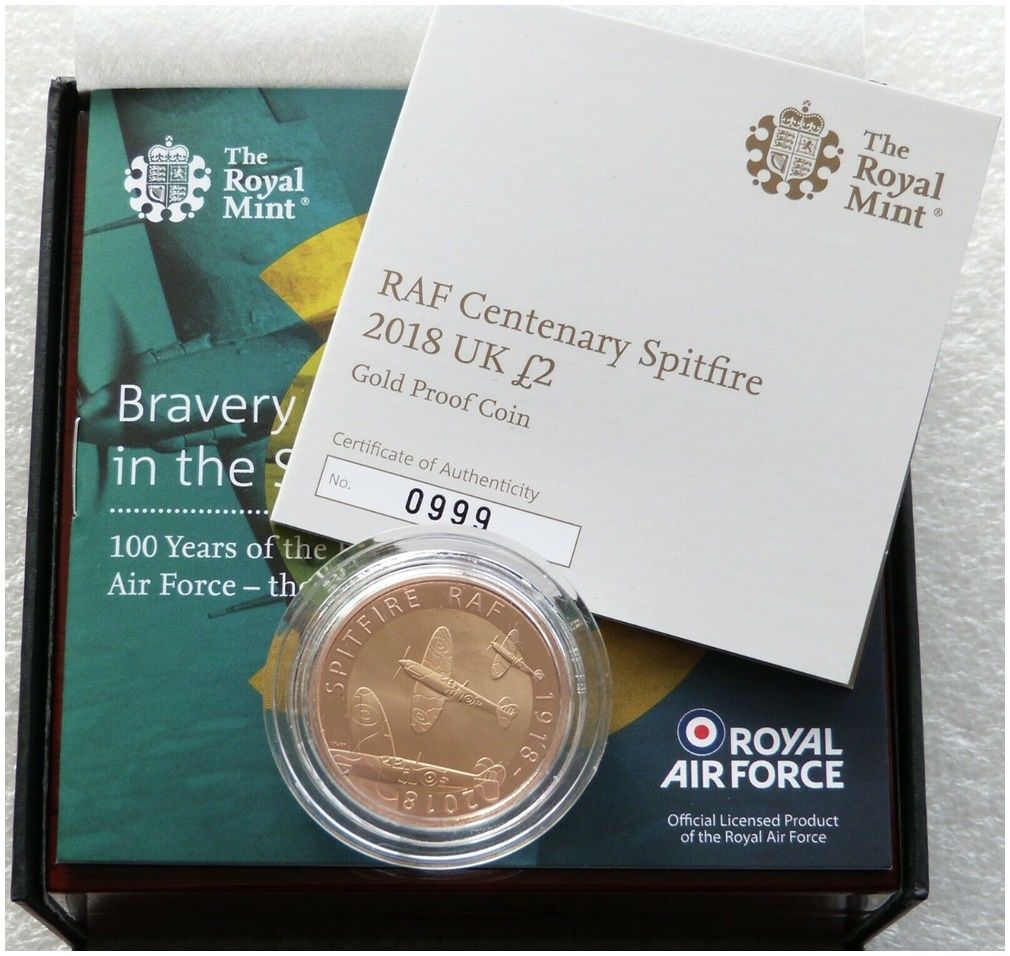 The
Royal
Mint®
Bravery
in the S
100 Years of the
Air Force – the
The
Royal
Mint®
RAF Centenary Spitfire
2018 UK £2
Gold Proof Coin
Certificate of Authenticity
No. 0999
SPITFIRE RAF 1918-2018
ROYAL
AIR FORCE
Official Licensed Product
of the Royal Air Force